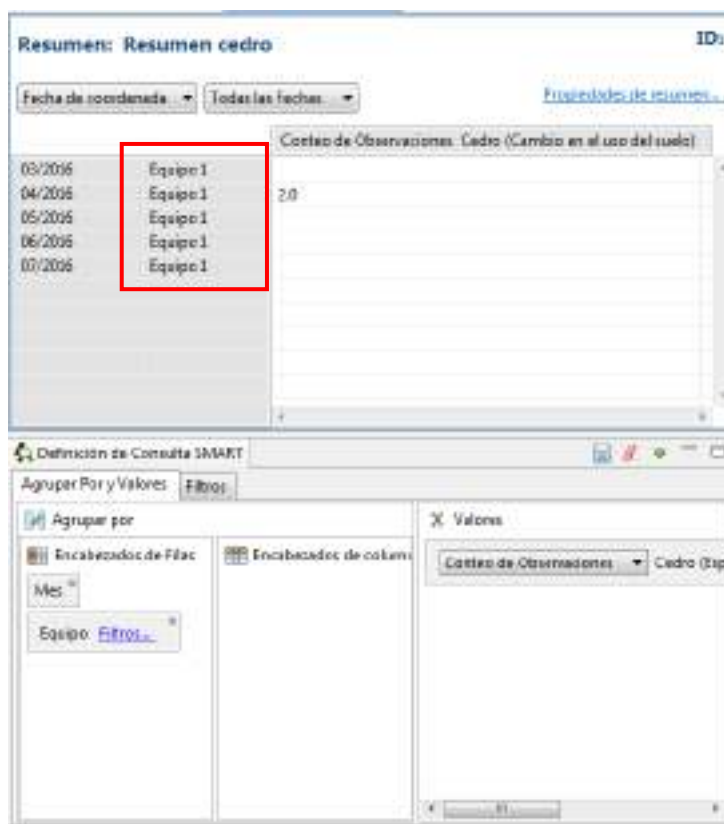 Resumen: Resumen cedro
ID:
Fecha de coordenada Todas las fechas
Propiedades de resumen...
Conteo de Observaciones Cedro (Cambio en el uso del suelo)
03/2016 Equipo 1
04/2016 Equipo 1 2.0
05/2016 Equipo 1
06/2016 Equipo 1
07/2016 Equipo 1
Definición de Consulta SMART
Agrupar Por y Valores Filtros
Agrupar por Valores
Encabezados de Filas Encabezados de column
Conteo de Observaciones Cedro (Esp
Mes
Equipo Filtros...